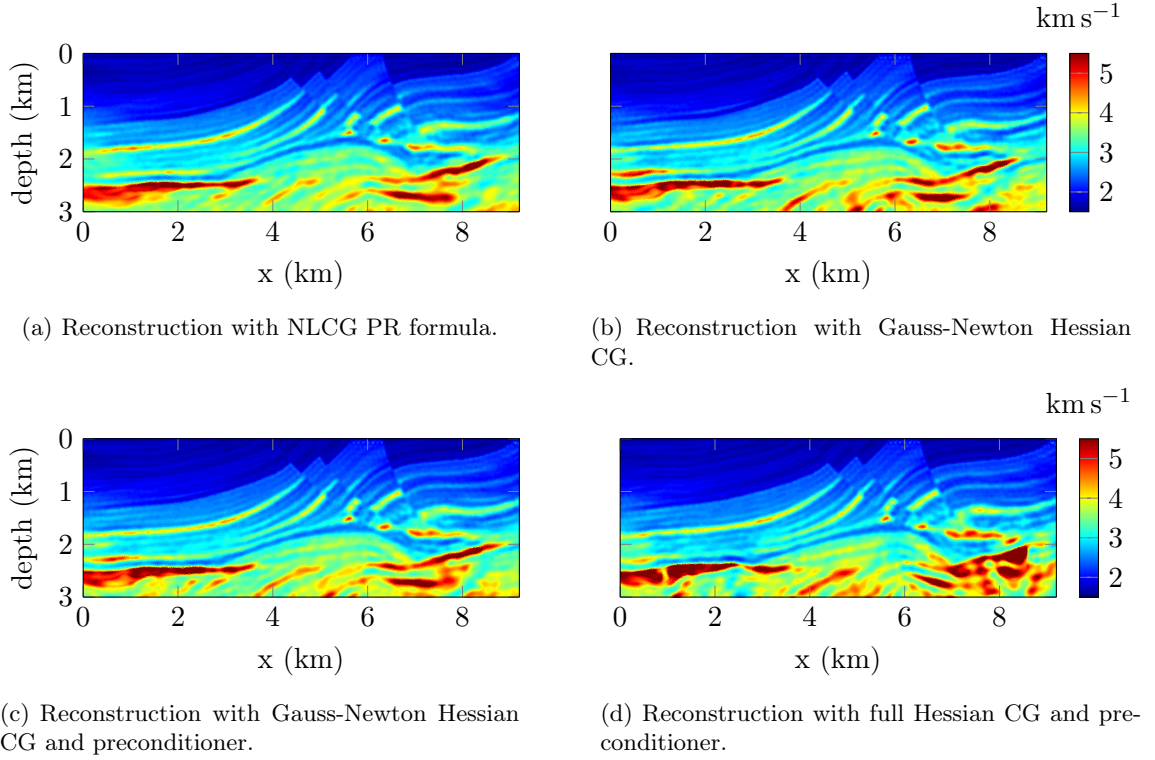 km s⁻¹
0
1
2
3
depth (km)
0 2 4 6 8
x (km)
0 2 4 6 8
x (km)
5
4
3
2
(a) Reconstruction with NLCG PR formula.
(b) Reconstruction with Gauss-Newton Hessian
CG.
km s⁻¹
0
1
2
3
depth (km)
0 2 4 6 8
x (km)
0 2 4 6 8
x (km)
5
4
3
2
(c) Reconstruction with Gauss-Newton Hessian
CG and preconditioner.
(d) Reconstruction with full Hessian CG and pre-
conditioner.